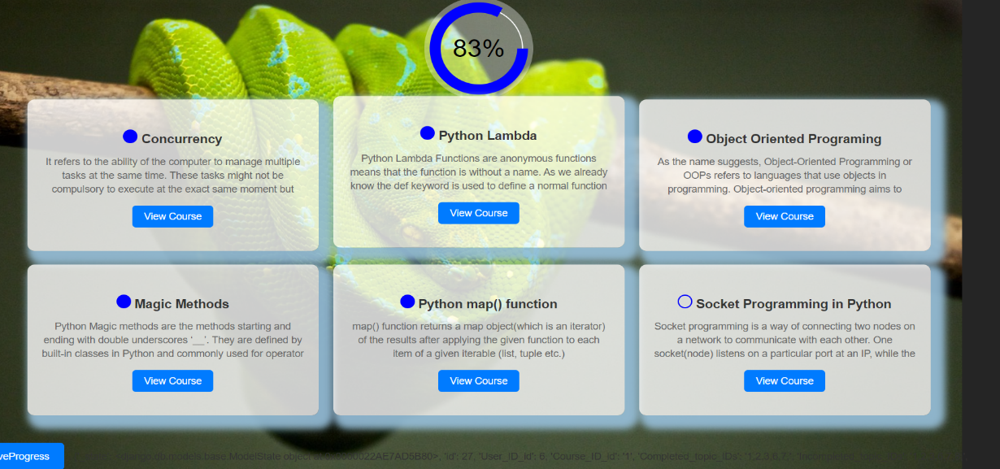 83%
Concurrency
It refers to the ability of the computer to manage multiple
tasks at the same time. These tasks might not be
compulsory to execute at the exact same moment but
View Course
Python Lambda
Python Lambda Functions are anonymous functions
means that the function is without a name. As we already
know the def keyword is used to define a normal function
View Course
Object Oriented Programing
As the name suggests, Object-Oriented Programming or
OOPs refers to languages that use objects in
programming. Object-oriented programming aims to
View Course
Magic Methods
Python Magic methods are the methods starting and
ending with double underscores ‘__’. They are defined by
built-in classes in Python and commonly used for operator
View Course
Python map() function
map() function returns a map object(which is an iterator)
of the results after applying the given function to each
item of a given iterable (list, tuple etc.)
View Course
Socket Programming in Python
Socket programming is a way of connecting two nodes on
a network to communicate with each other. One
socket(node) listens on a particular port at an IP, while the
View Course
veProgress
.db.models.base.ModelState object at 'id': 27, 'User_ID_id': 6, 'Course_ID_id': '1', 'Completed_topic_IDs':